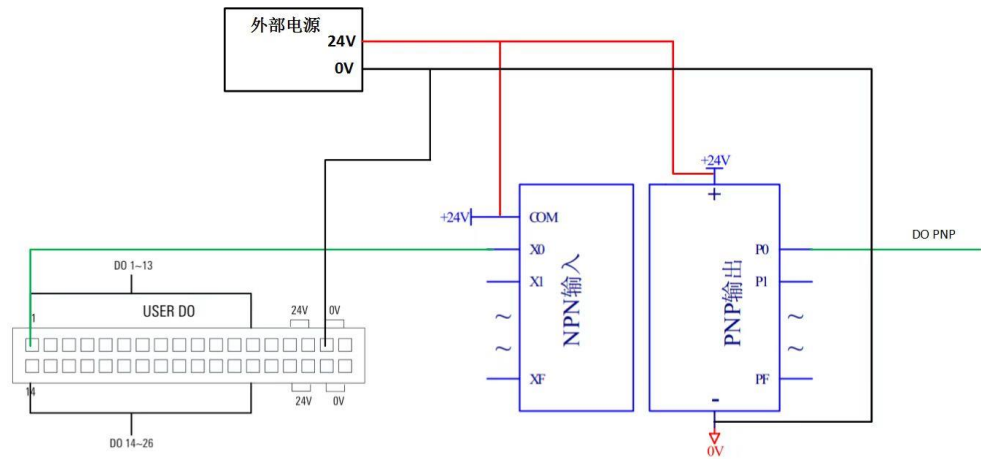 外部电源
24V
0V
+24V
+24V
COM
+
X0
DO PNP
P0
DO 1~13
X1
P1
NPN输入
PNP输出
1
USER DO
24V
0V
~
~
~
~
XF
PF
14
24V
0V
-
DO 14~26
0V